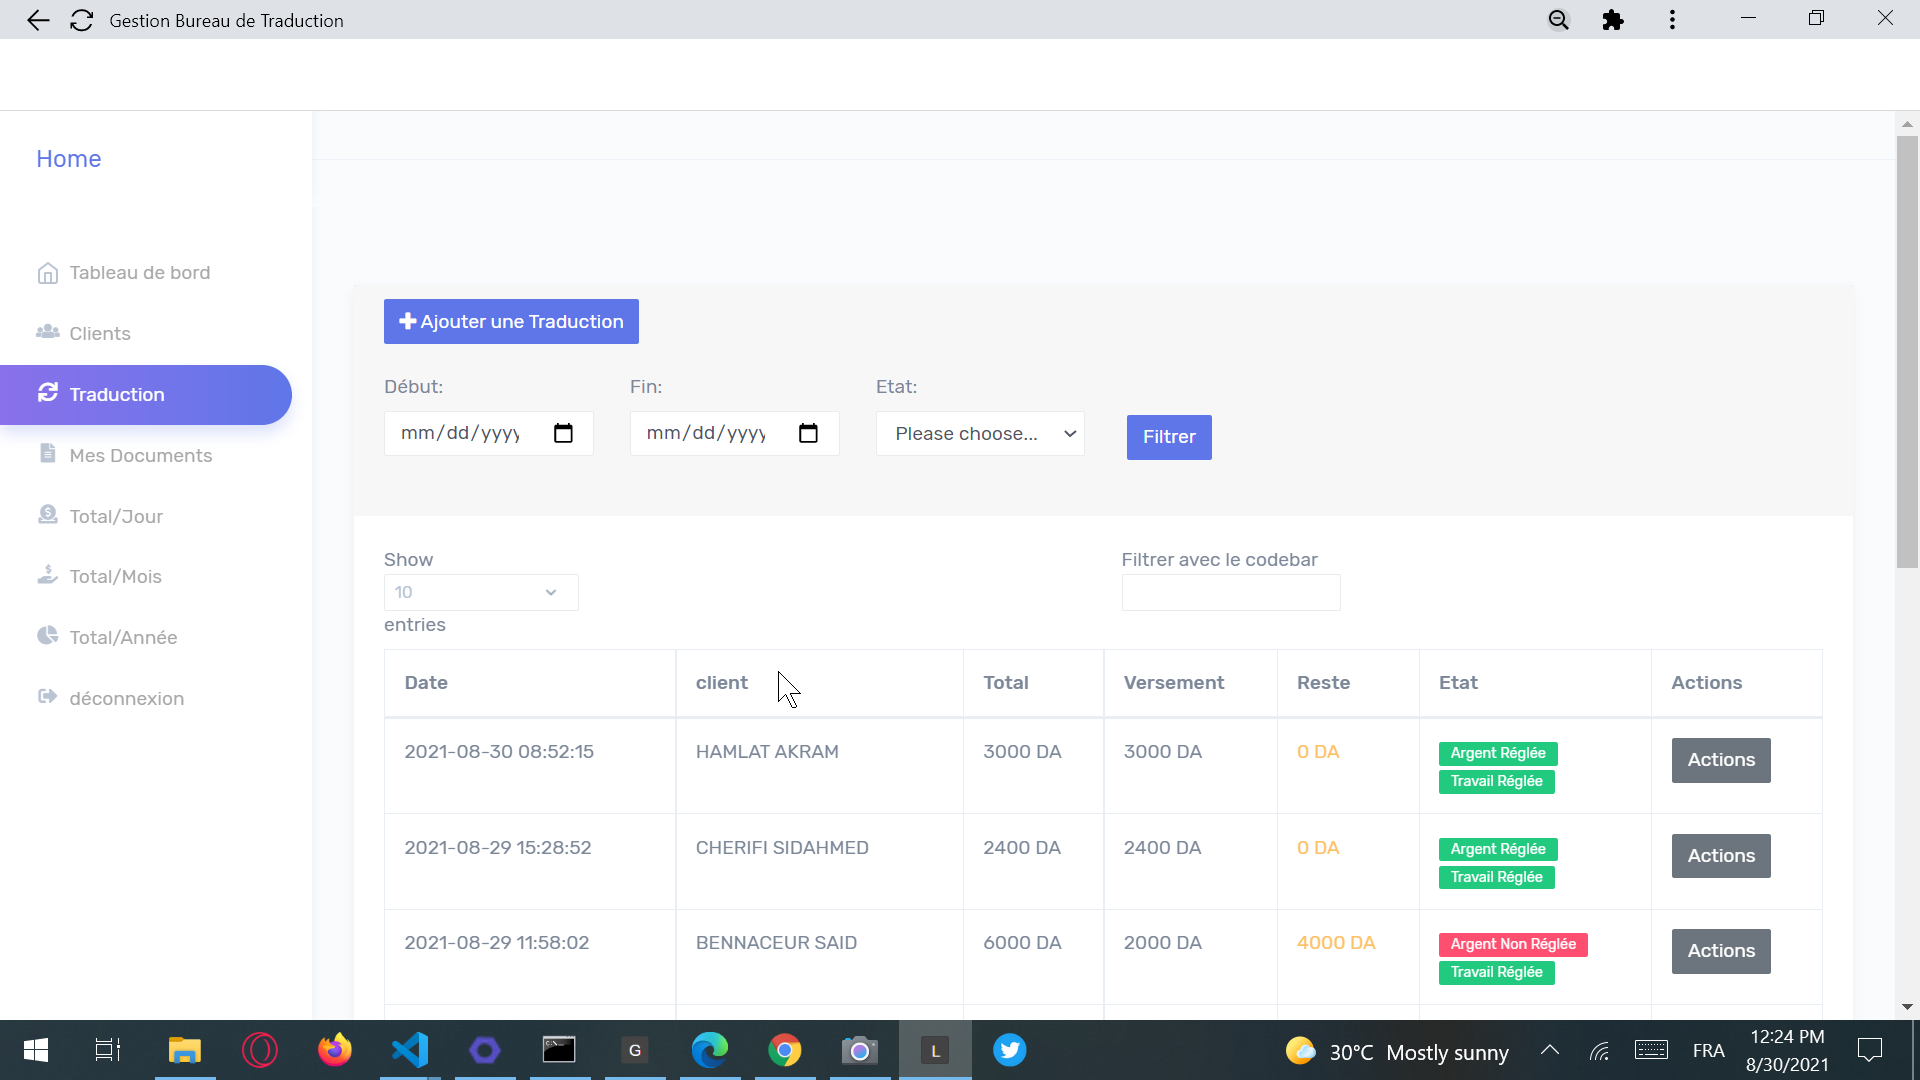 Gestion Bureau de Traduction
Home
Tableau de bord
Clients
Traduction
Mes Documents
Total/Jour
Total/Mois
Total/Année
déconnexion
Ajouter une Traduction
Début: Fin: Etat:
mm/dd/yyyy mm/dd/yyyy Please choose... Filtrer
Show Filtrer avec le codebar
10
entries
Date client Total Versement Reste Etat Actions
2021-08-30 08:52:15 HAMLAT AKRAM 3000 DA 3000 DA 0 DA Argent Réglée Actions
Travail Réglée
2021-08-29 15:28:52 CHERIFI SIDAHMED 2400 DA 2400 DA 0 DA Argent Réglée Actions
Travail Réglée
2021-08-29 11:58:02 BENNACEUR SAID 6000 DA 2000 DA 4000 DA Argent Non Réglée Actions
Travail Réglée
G L 30°C Mostly sunny FRA 12:24 PM
8/30/2021